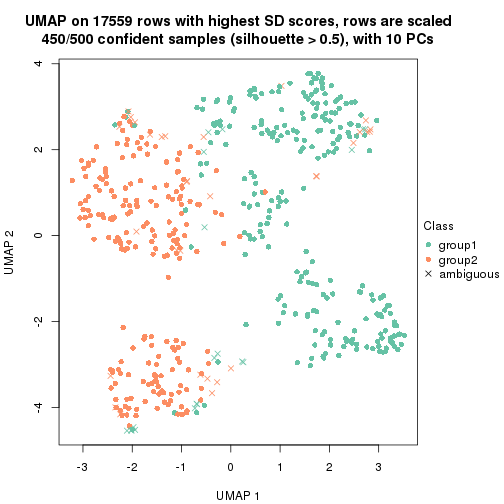 UMAP on 17559 rows with highest SD scores, rows are scaled
450/500 confident samples (silhouette > 0.5), with 10 PCs
4
2
0
-2
-4
UMAP 2
-3
-2
-1
0
1
2
3
UMAP 1
Class
group1
group2
ambiguous